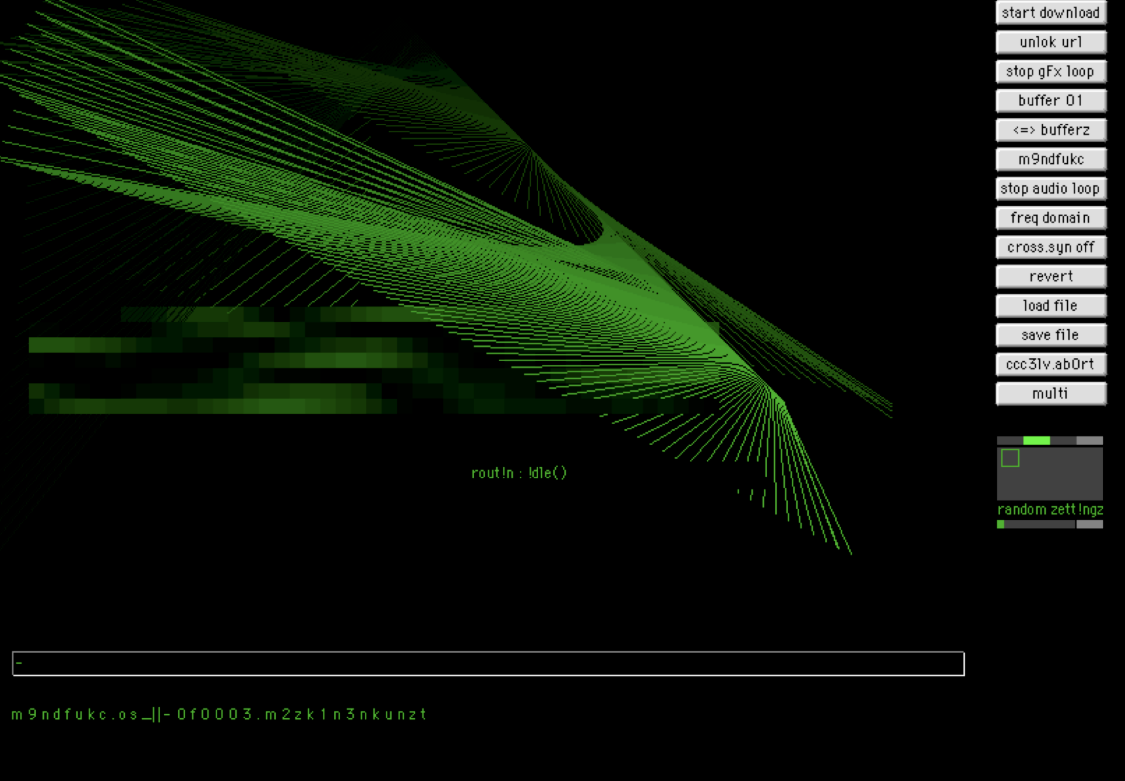 start download
unlok url
stop gFx loop
buffer 01
<=> bufferz
m9ndfukc
stop audio loop
freq domain
cross.syn off
revert
load file
save file
ccc3lv.ab0rt
multi
random zett!ngz
rout!n : !dle()
-
m9ndfukc.os_||-0f0003.m2zk1n3nkunzt